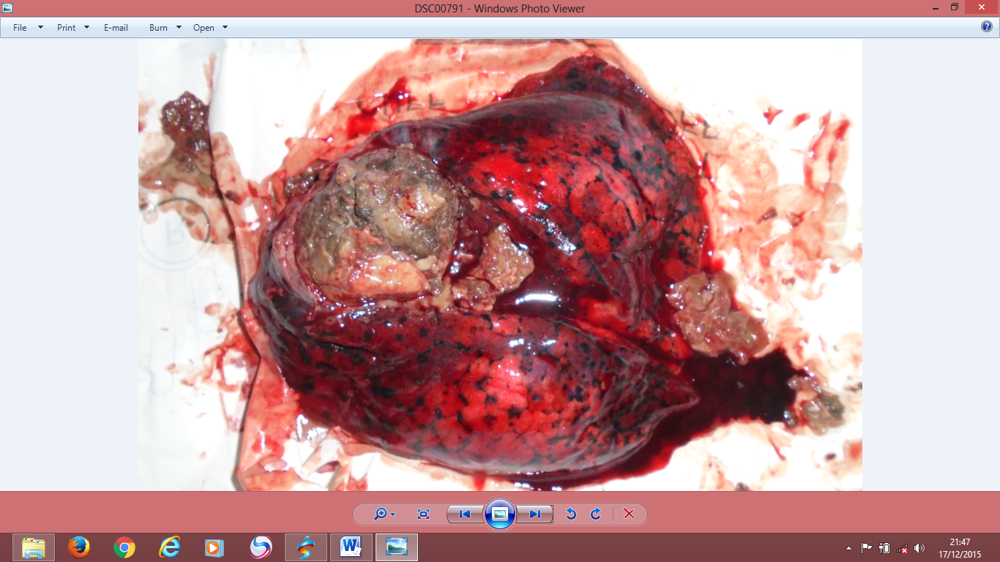 DSC00791 - Windows Photo Viewer
File Print E-mail Burn Open
21:47
17/12/2015